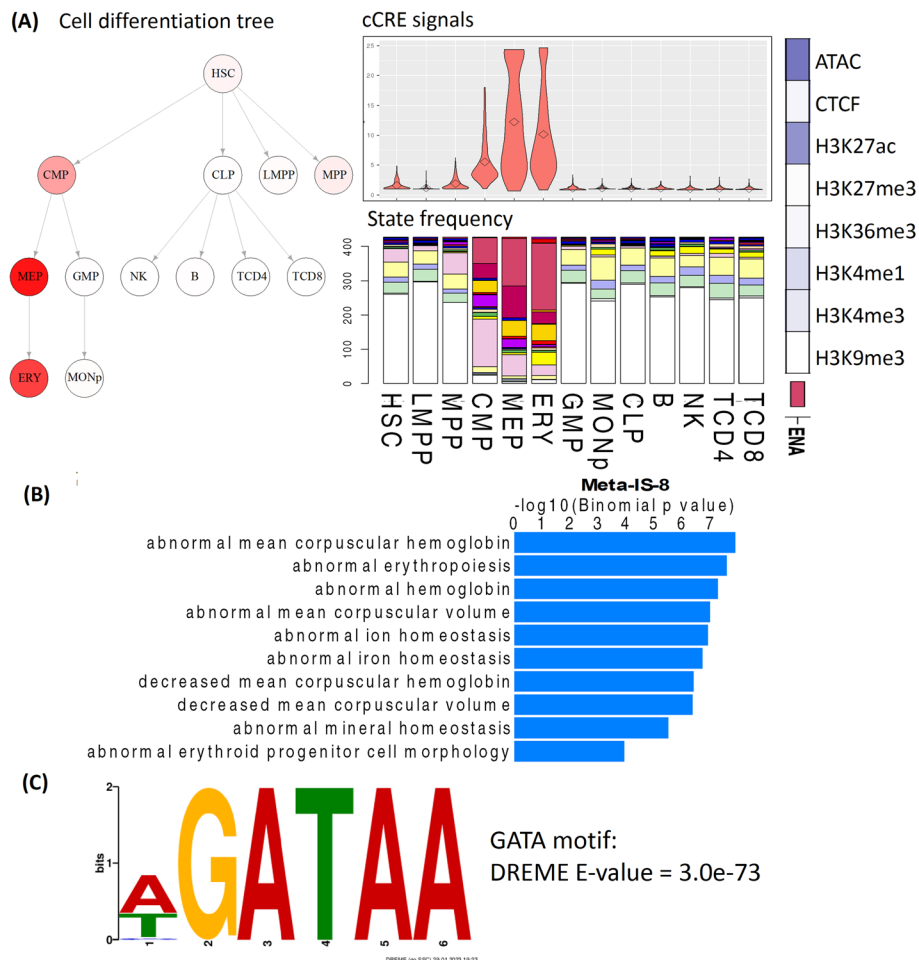 (A) Cell differentiation tree
HSC
CMP
CLP
LMPP
MPP
MEP
GMP
NK
B
TCD4
TCD8
ERY
MONp
cCRE signals
25
20
15
10
5
0
State frequency
400
300
200
100
0
HSC
LMPP
MPP
CMP
MEP
ERY
GMP
MONp
CLP
B
NK
TCD4
TCD8
ATAC
CTCF
H3K27ac
H3K27me3
H3K36me3
H3K4me1
H3K4me3
H3K9me3
ENA
(B)
Meta-IS-8
-log10(Binomial p value)
0 1 2 3 4 5 6 7
abnormal mean corpuscular hemoglobin
abnormal erythropoiesis
abnormal hemoglobin
abnormal mean corpuscular volume
abnormal ion homeostasis
abnormal iron homeostasis
decreased mean corpuscular hemoglobin
decreased mean corpuscular volume
abnormal mineral homeostasis
abnormal erythroid progenitor cell morphology
(C)
2
1
0
bits
A
T
GATAA
1 2 3 4 5 6
GATA motif:
DREME E-value = 3.0e-73